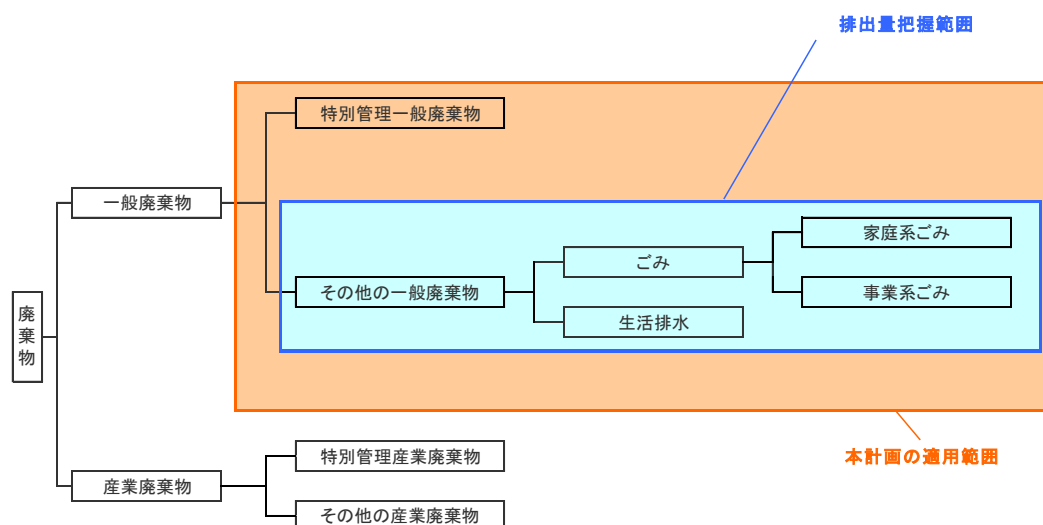 排出量把握範囲
特別管理一般廃棄物
一般廃棄物
家庭系ごみ
ごみ
その他の一般廃棄物
事業系ごみ
生活排水
廃棄物
本計画の適用範囲
特別管理産業廃棄物
産業廃棄物
その他の産業廃棄物